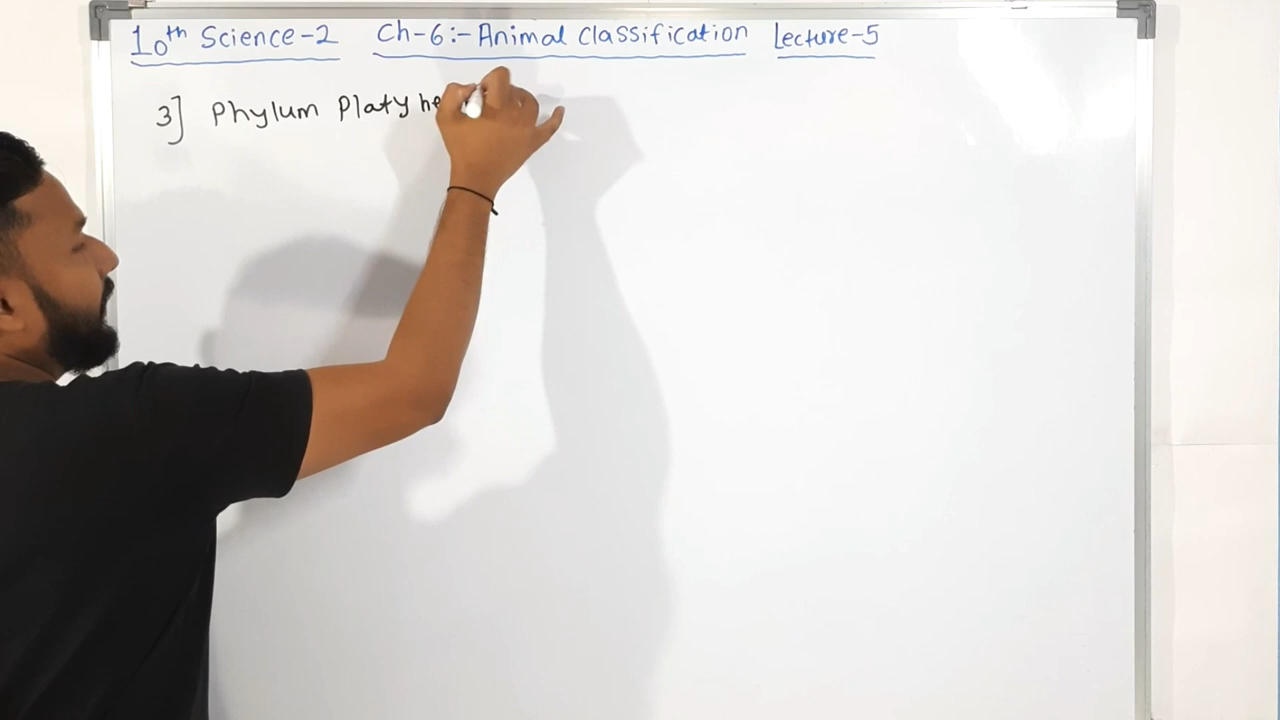 10th Science-2 Ch-6:- Animal classification Lecture-5
3] Phylum Platyhe